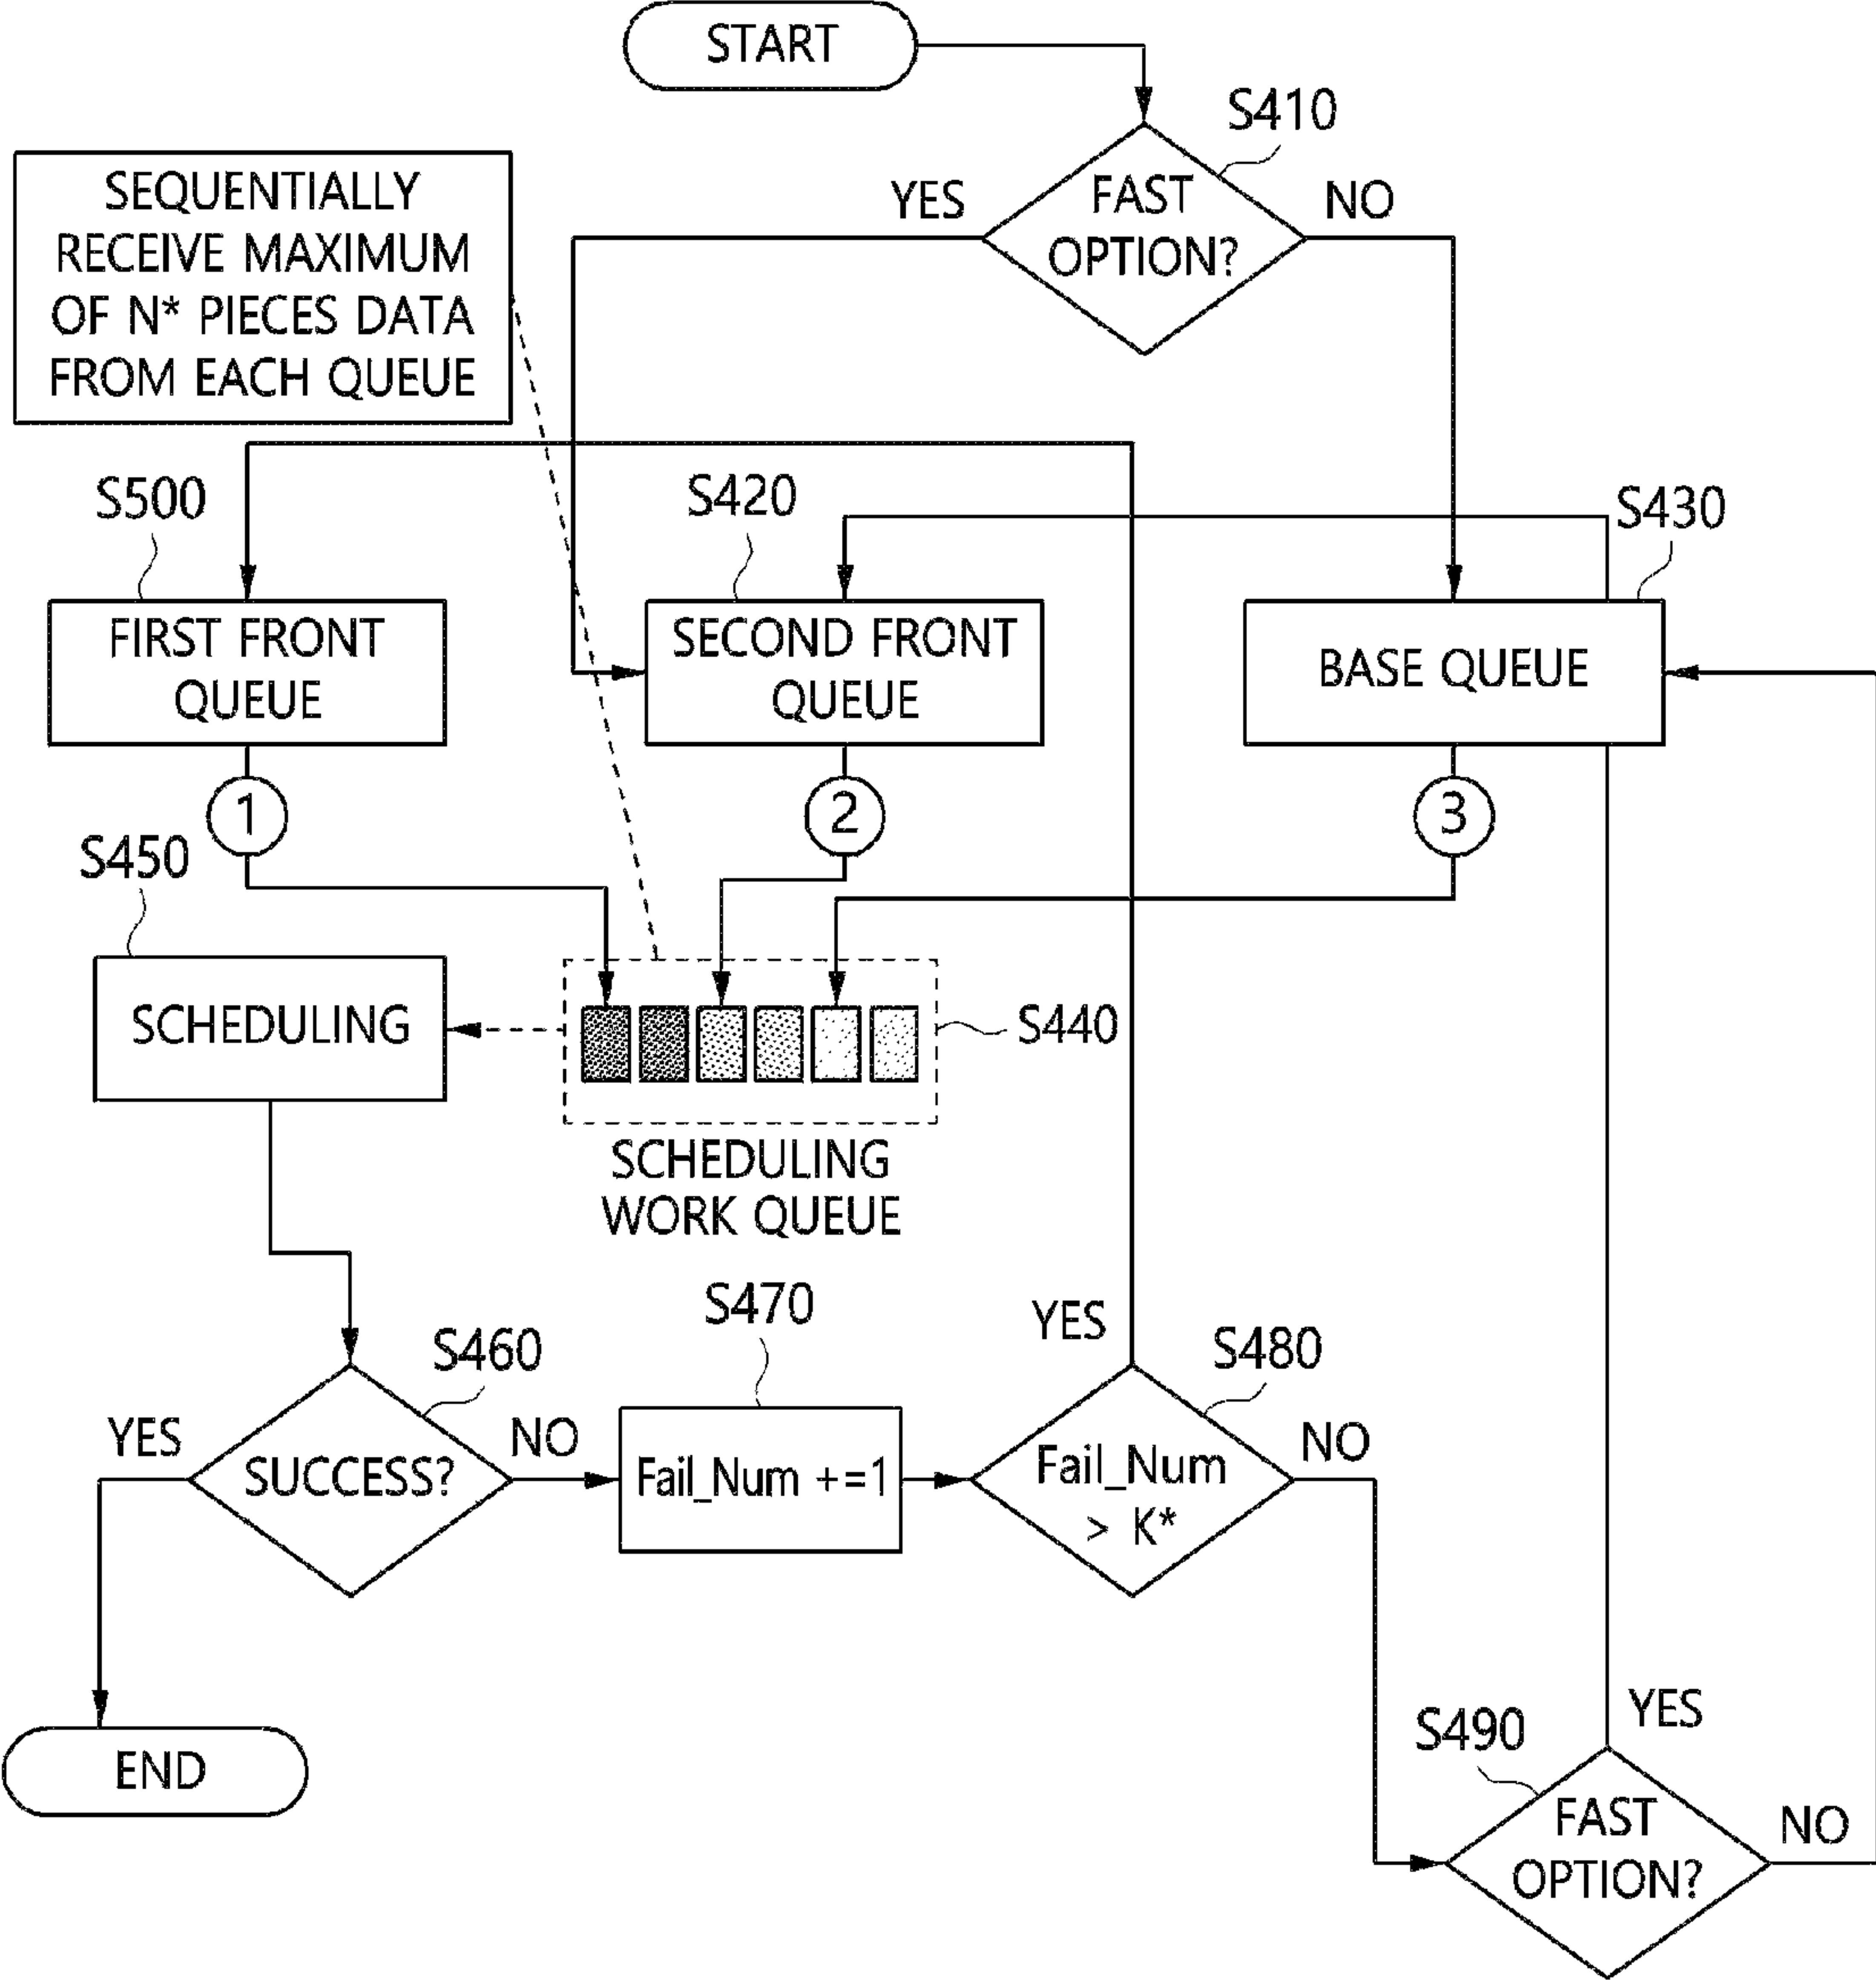 START
S410
YES
FAST
OPTION?
NO
SEQUENTIALLY
RECEIVE MAXIMUM
OF N* PIECES DATA
FROM EACH QUEUE
S500
S420
S430
FIRST FRONT
QUEUE
SECOND FRONT
QUEUE
BASE QUEUE
1
2
3
S450
SCHEDULING
S440
SCHEDULING
WORK QUEUE
S460
YES
SUCCESS?
NO
S470
Fail_Num +=1
YES
S480
Fail_Num
> K*
NO
END
S490
YES
FAST
OPTION?
NO